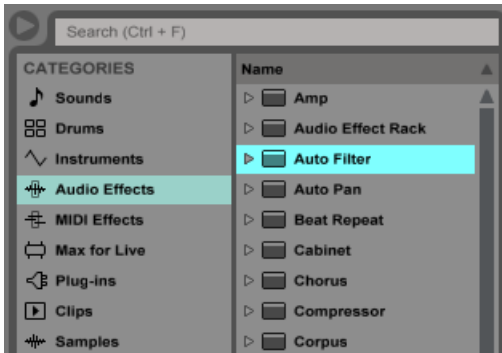 Search (Ctrl + F)
CATEGORIES
Sounds
Drums
Instruments
Audio Effects
MIDI Effects
Max for Live
Plug-ins
Clips
Samples
Name
Amp
Audio Effect Rack
Auto Filter
Auto Pan
Beat Repeat
Cabinet
Chorus
Compressor
Corpus